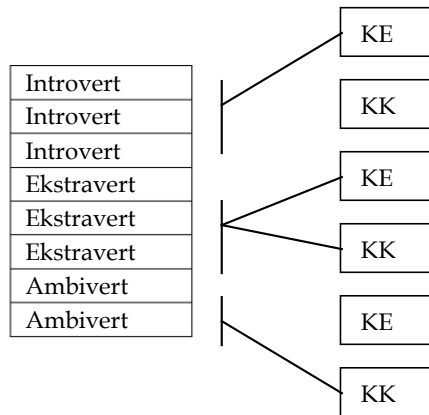 Introvert
Introvert
Introvert
Ekstravert
Ekstravert
Ekstravert
Ambivert
Ambivert
KE
KK
KE
KK
KE
KK